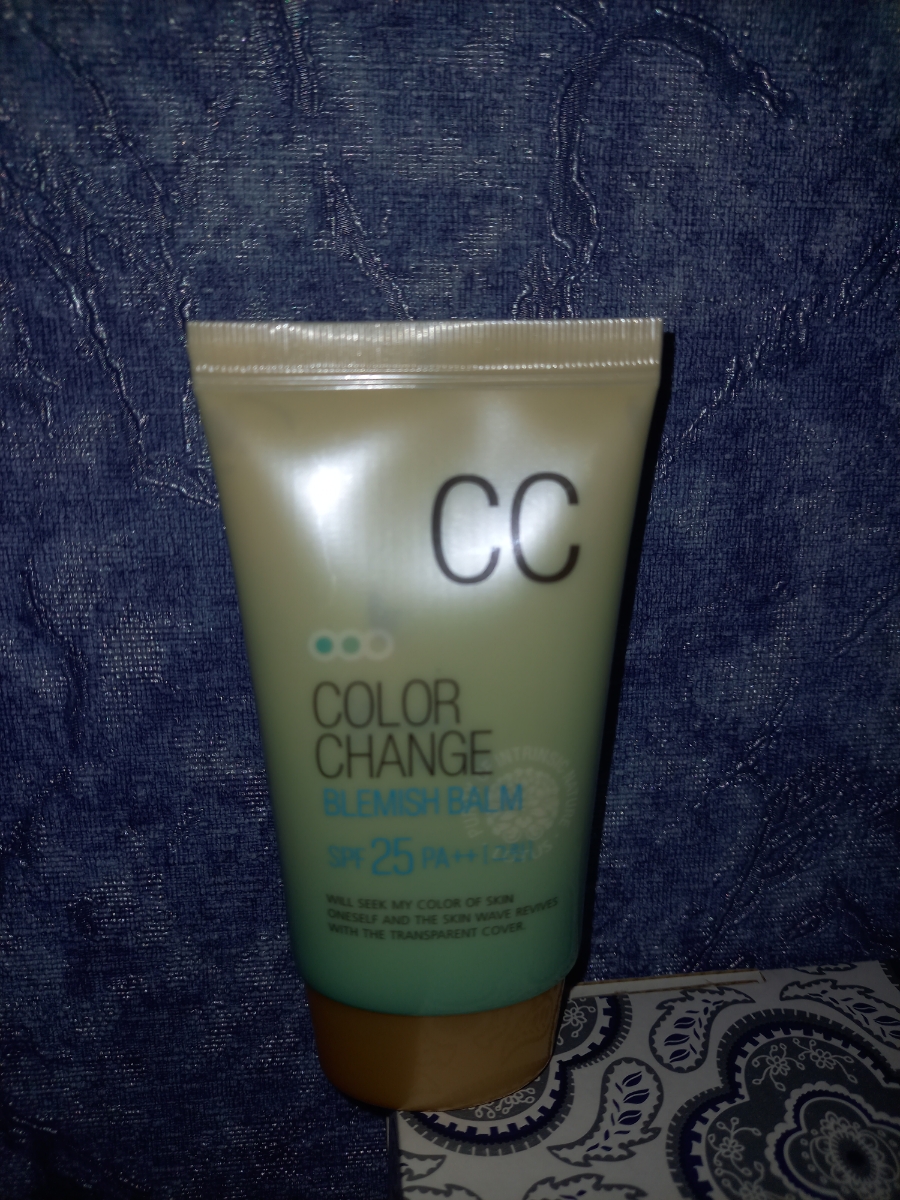 CC
COLOR
CHANGE
BLEMISH BALM
SPF 25 PA++
WILL SEEK MY COLOR OF SKIN
ONESELF AND THE SKIN WAVE REVIVES
WITH THE TRANSPARENT COVER.